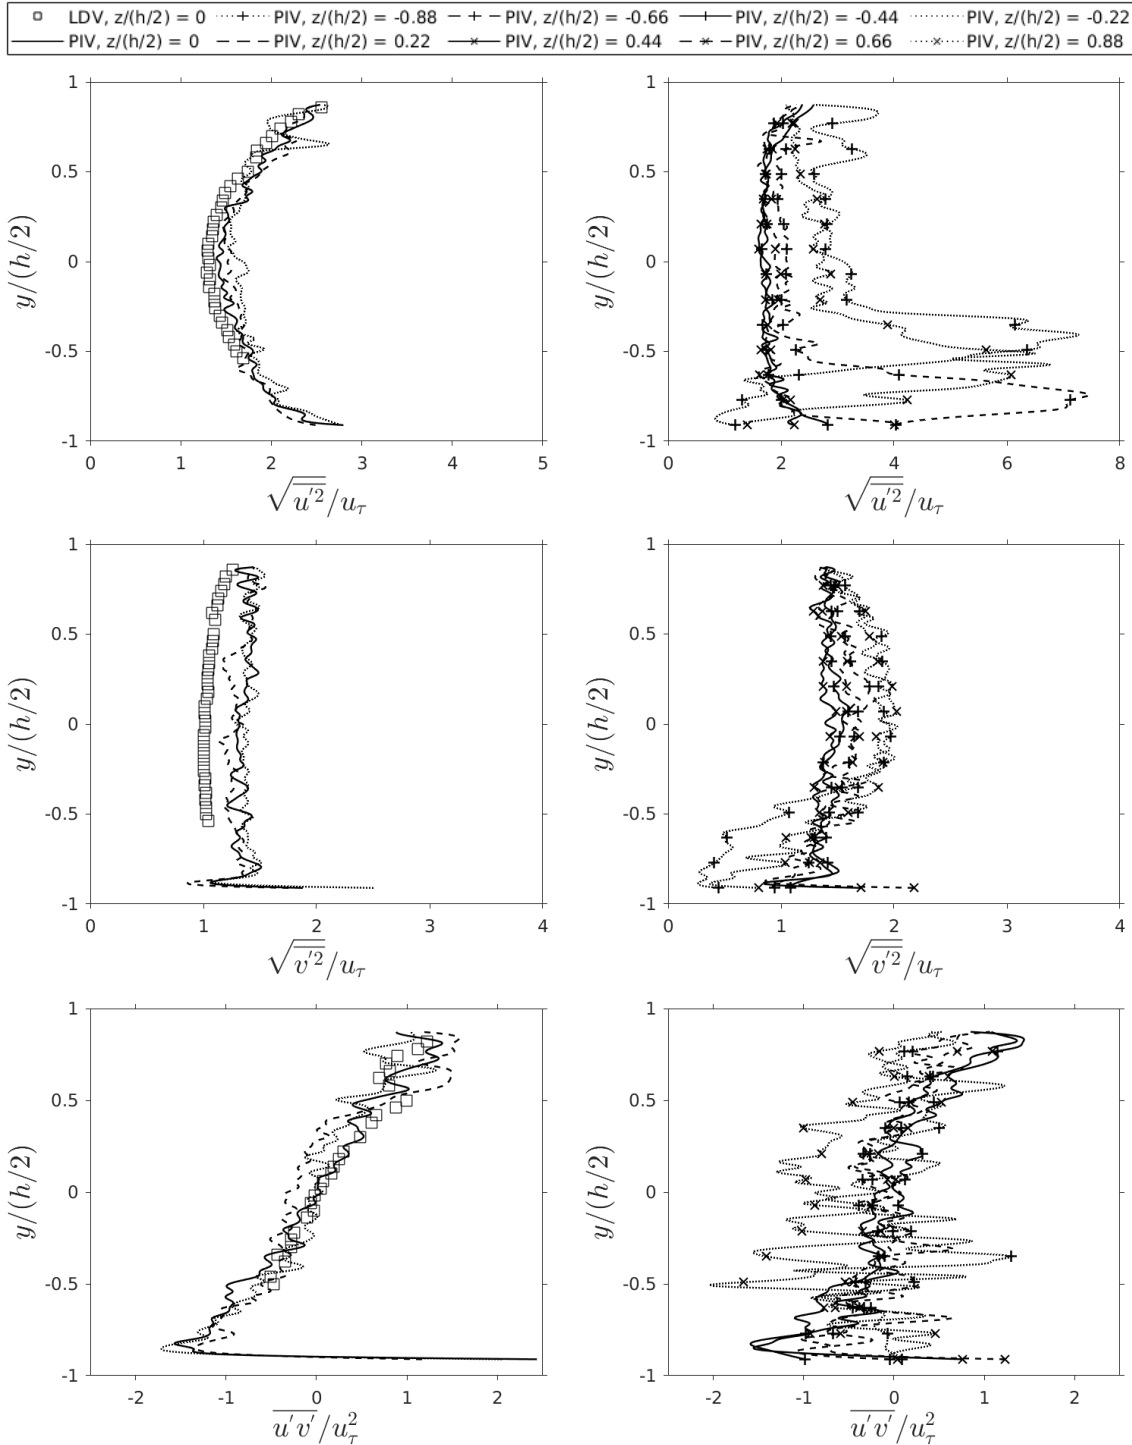 LDV, z/(h/2) = 0 PIV, z/(h/2) = -0.88 PIV, z/(h/2) = -0.66 PIV, z/(h/2) = -0.44 PIV, z/(h/2) = -0.22
PIV, z/(h/2) = 0 PIV, z/(h/2) = 0.22 PIV, z/(h/2) = 0.44 PIV, z/(h/2) = 0.66 PIV, z/(h/2) = 0.88
1
0.5
0
-0.5
-1
y/(h/2)
0 1 2 3 4 5
√u'2/uτ
1
0.5
0
-0.5
-1
y/(h/2)
0 2 4 6 8
√u'2/uτ
1
0.5
0
-0.5
-1
y/(h/2)
0 1 2 3 4
√v'2/uτ
1
0.5
0
-0.5
-1
y/(h/2)
0 1 2 3 4
√v'2/uτ
1
0.5
0
-0.5
-1
y/(h/2)
-2 -1 0 1 2
u'v'/uτ2
1
0.5
0
-0.5
-1
y/(h/2)
-2 -1 0 1 2
u'v'/uτ2